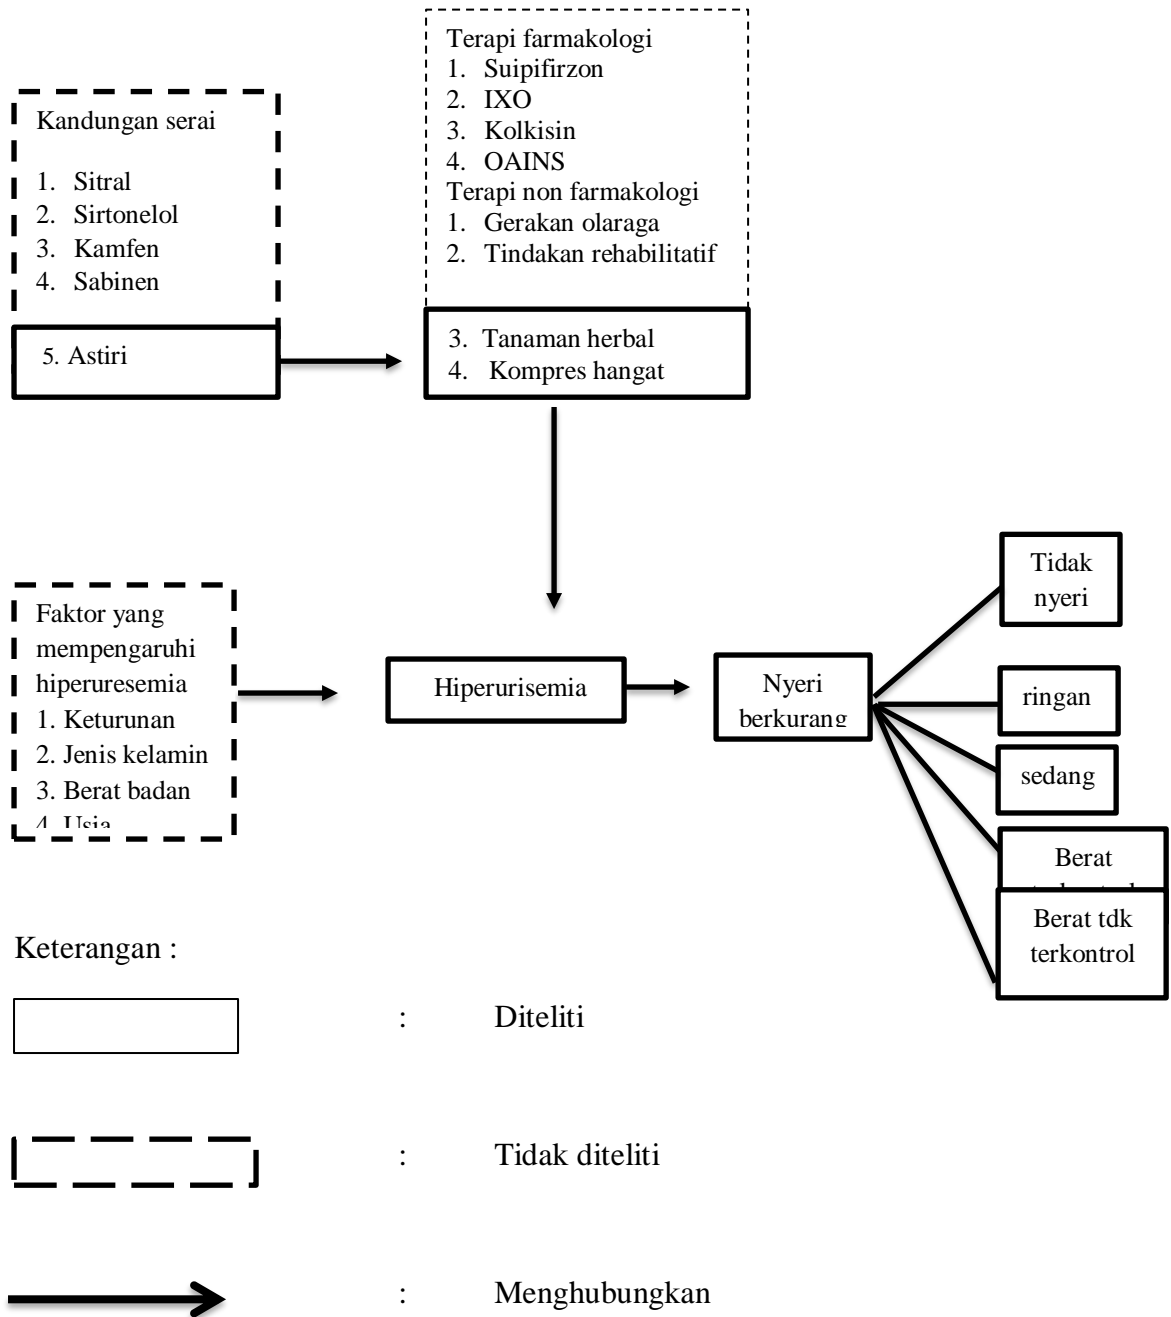 Terapi farmakologi
1. Suipifirzon
2. IXO
3. Kolkisin
4. OAINS
Terapi non farmakologi
1. Gerakan olaraga
2. Tindakan rehabilitatif
3. Tanaman herbal
4. Kompres hangat
Kandungan serai
1. Sitral
2. Sirtonelol
3. Kamfen
4. Sabinen
5. Astiri
Faktor yang
mempengaruhi
hiperuresemia
1. Keturunan
2. Jenis kelamin
3. Berat badan
4. Usia
Hiperurisemia
Nyeri
berkurang
Tidak
nyeri
ringan
sedang
Berat
Berat tdk
terkontrol
Keterangan :
: Diteliti
: Tidak diteliti
: Menghubungkan